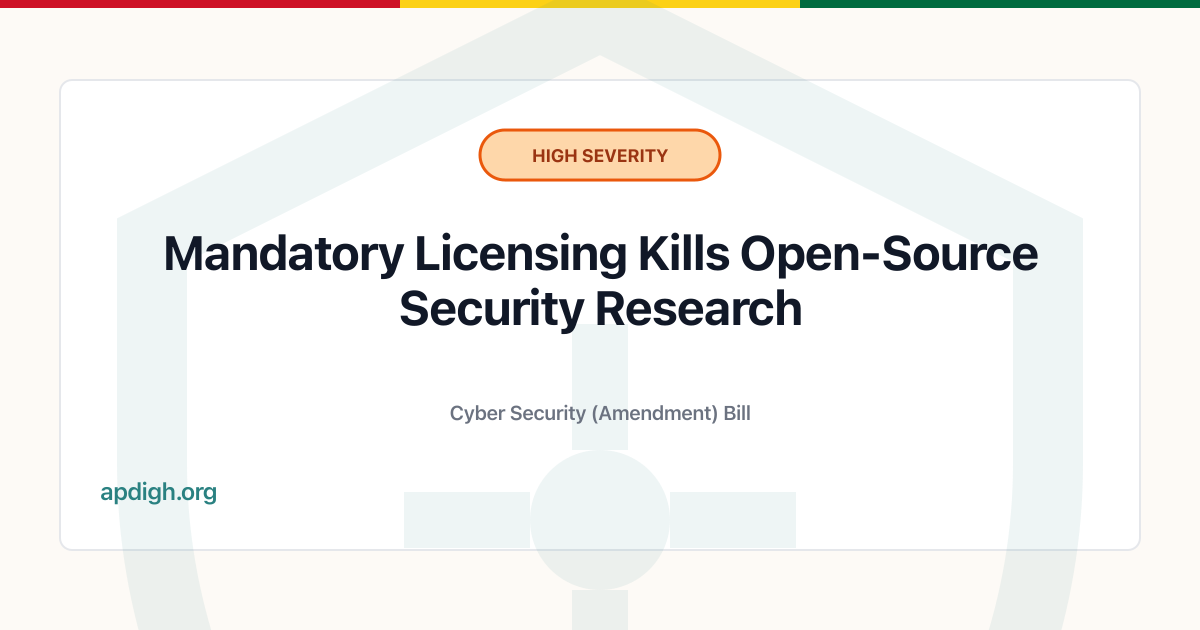 HIGH SEVERITY
Mandatory Licensing Kills Open-Source
Security Research
Cyber Security (Amendment) Bill
apdigh.org